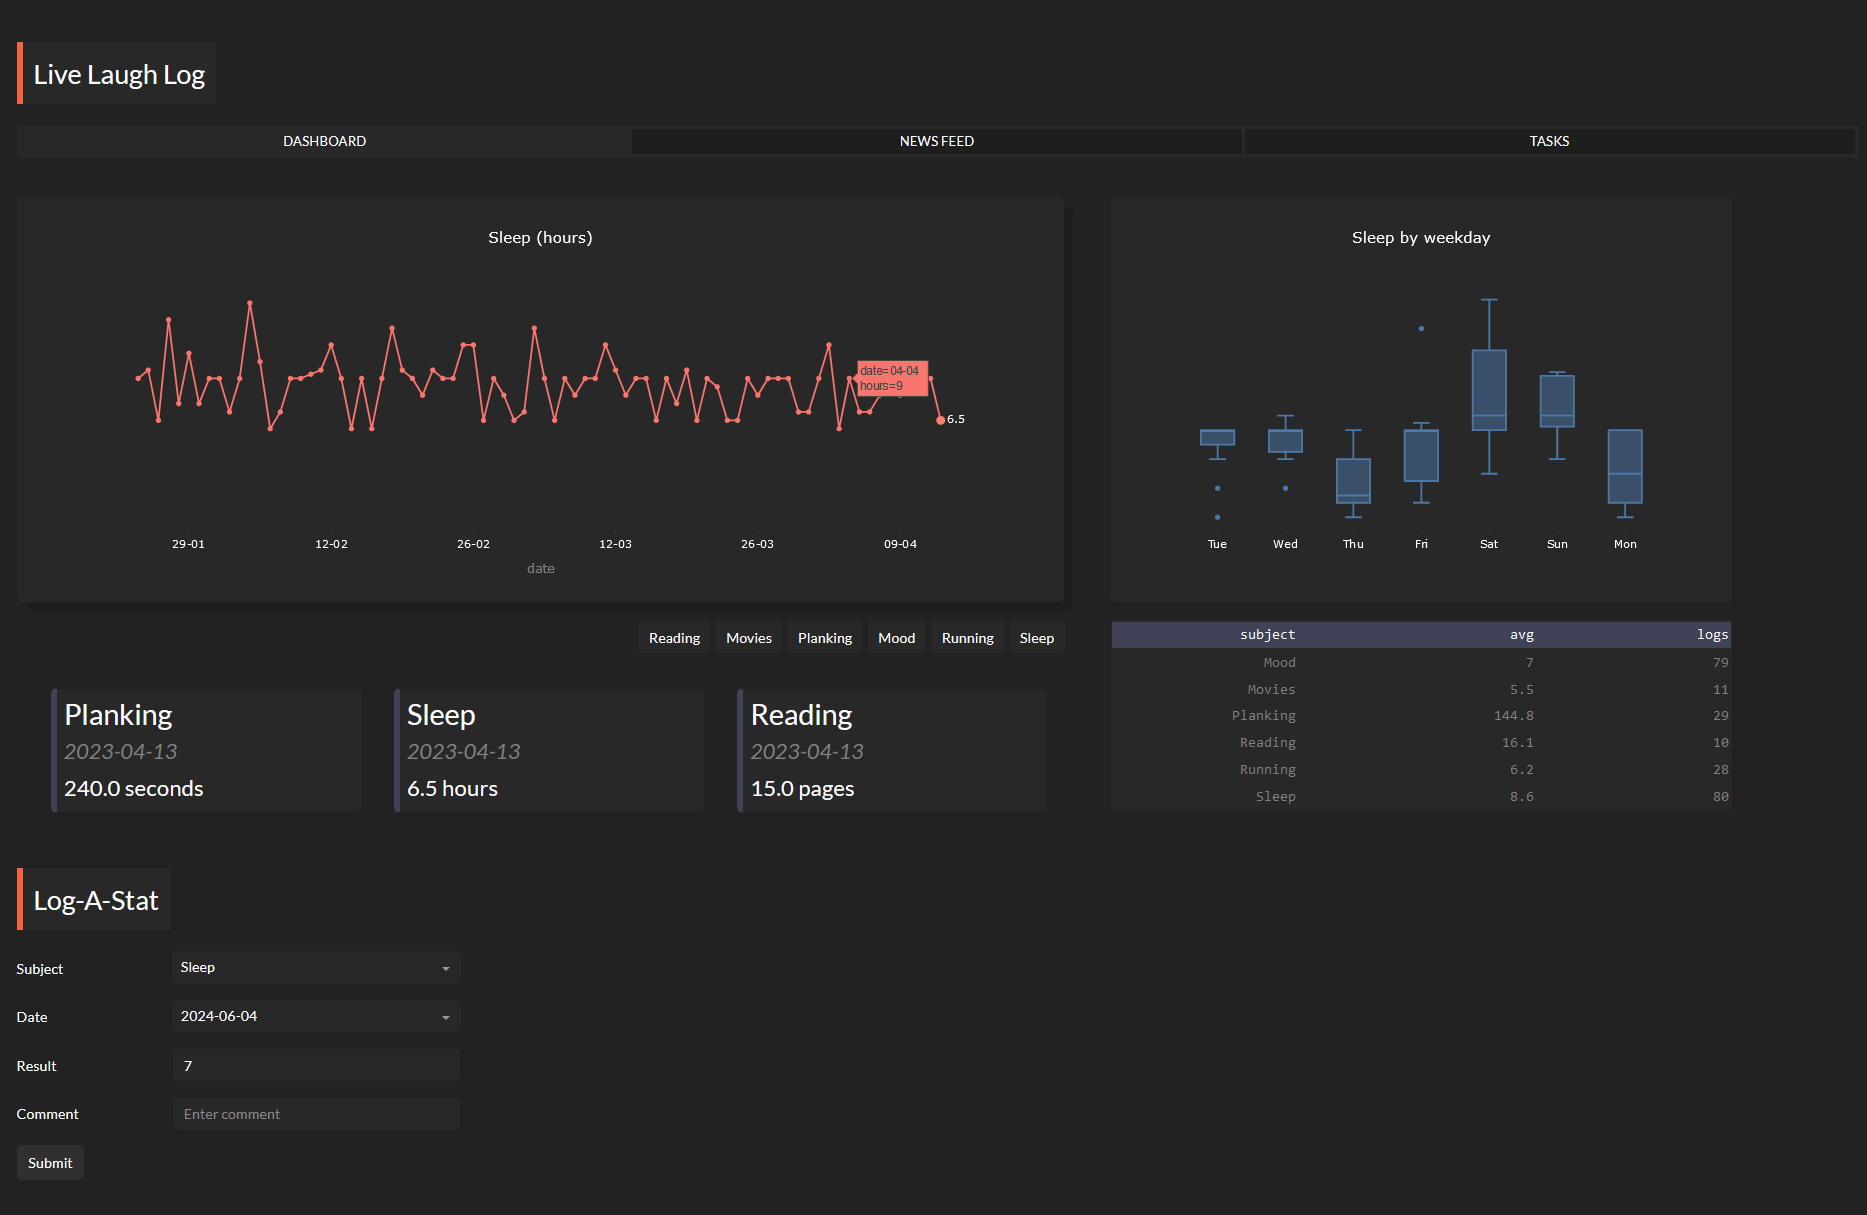 Live Laugh Log
DASHBOARD NEWS FEED TASKS
Sleep (hours)
date=04-04
hours=9
6.5
29-01 12-02 26-02 12-03 26-03 09-04
date
Sleep by weekday
Tue Wed Thu Fri Sat Sun Mon
Reading Movies Planking Mood Running Sleep
subject avg logs
Mood 7 79
Movies 5.5 11
Planking 144.8 29
Reading 16.1 10
Running 6.2 28
Sleep 8.6 80
Planking
2023-04-13
240.0 seconds
Sleep
2023-04-13
6.5 hours
Reading
2023-04-13
15.0 pages
Log-A-Stat
Subject Sleep
Date 2024-06-04
Result 7
Comment Enter comment
Submit